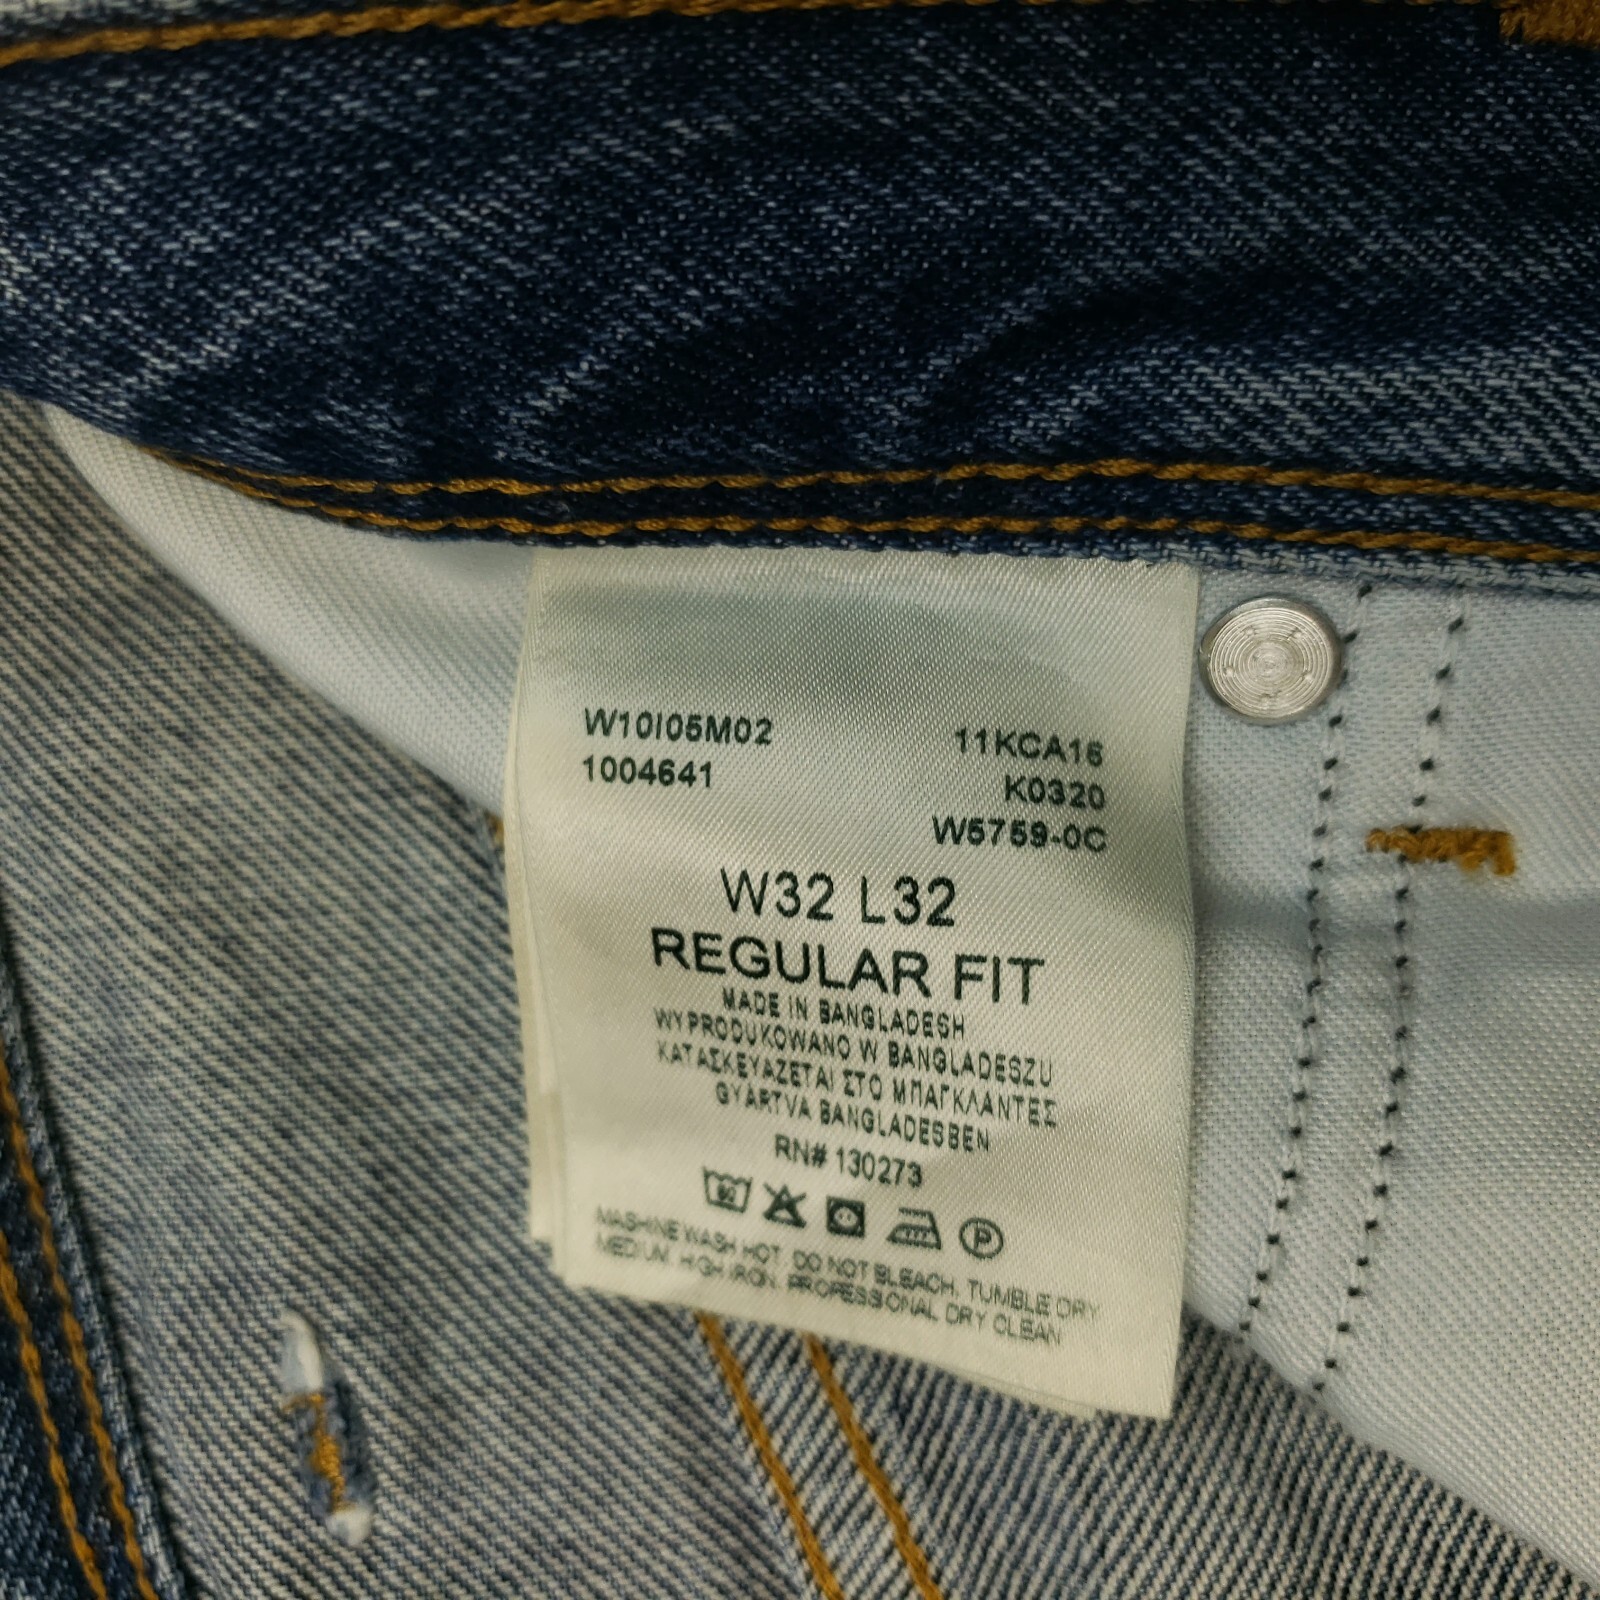 W10I05M02
1004641
11KCA16
K0320
W5759-0C
W32 L32
REGULAR FIT
MADE IN BANGLADESH
WYPRODUKOWANO W BANGLADESZU
ΚΑΤΑΣΚΕΥΑΖΕΤΑΙ ΣΤΟ ΜΠΑΓΚΛΑΝΤΕΣ
GYARTVA BANGLADESBEN
RN# 130273
P
MASHINE WASH HOT. DO NOT BLEACH, TUMBLE DRY
MEDIUM. HIGH IRON. PROFESSIONAL DRY CLEAN